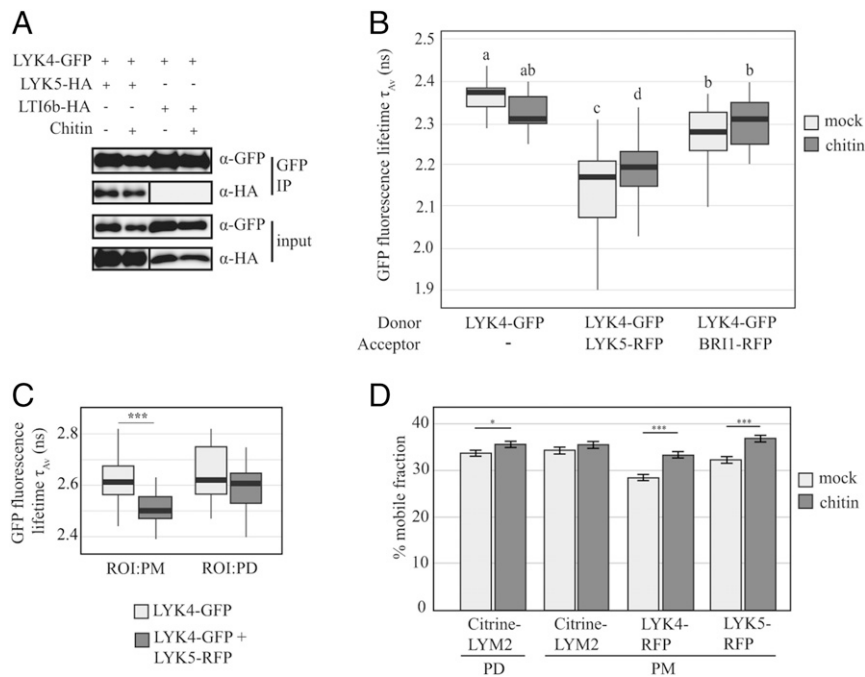 A
LYK4-GFP + + + +
LYK5-HA + + - -
LTI6b-HA - - + +
Chitin - + - +
α-GFP
α-HA
GFP
IP
α-GFP
α-HA
input
B
GFP fluorescence lifetime τAv (ns)
2.4
2.3
2.2
2.1
2.0
1.9
a
ab
c
d
b
b
mock
chitin
Donor LYK4-GFP LYK4-GFP LYK4-GFP
Acceptor - LYK5-RFP BRI1-RFP
C
GFP fluorescence
lifetime τAv (ns)
2.8
2.6
2.4
***
ROI:PM ROI:PD
LYK4-GFP
LYK4-GFP +
LYK5-RFP
D
% mobile fraction
40
30
20
10
0
*
***
***
mock
chitin
Citrine- Citrine- LYK4- LYK5-
LYM2 LYM2 RFP RFP
PD PM